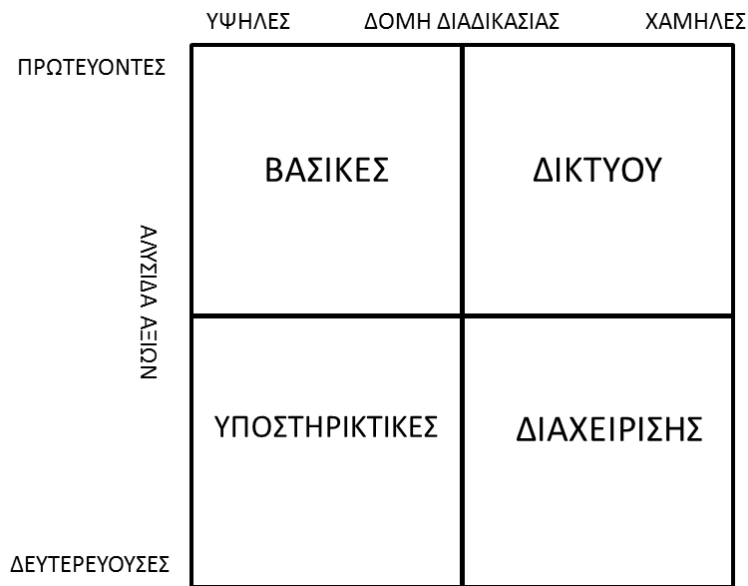 ΥΨΗΛΕΣ ΔΟΜΗ ΔΙΑΔΙΚΑΣΙΑΣ ΧΑΜΗΛΕΣ
ΠΡΩΤΕΥΟΝΤΕΣ
ΒΑΣΙΚΕΣ ΔΙΚΤΥΟΥ
ΑΛΥΣΙΔΑ ΑΞΙΩΝ
ΥΠΟΣΤΗΡΙΚΤΙΚΕΣ ΔΙΑΧΕΙΡΙΣΗΣ
ΔΕΥΤΕΡΕΥΟΥΣΕΣ